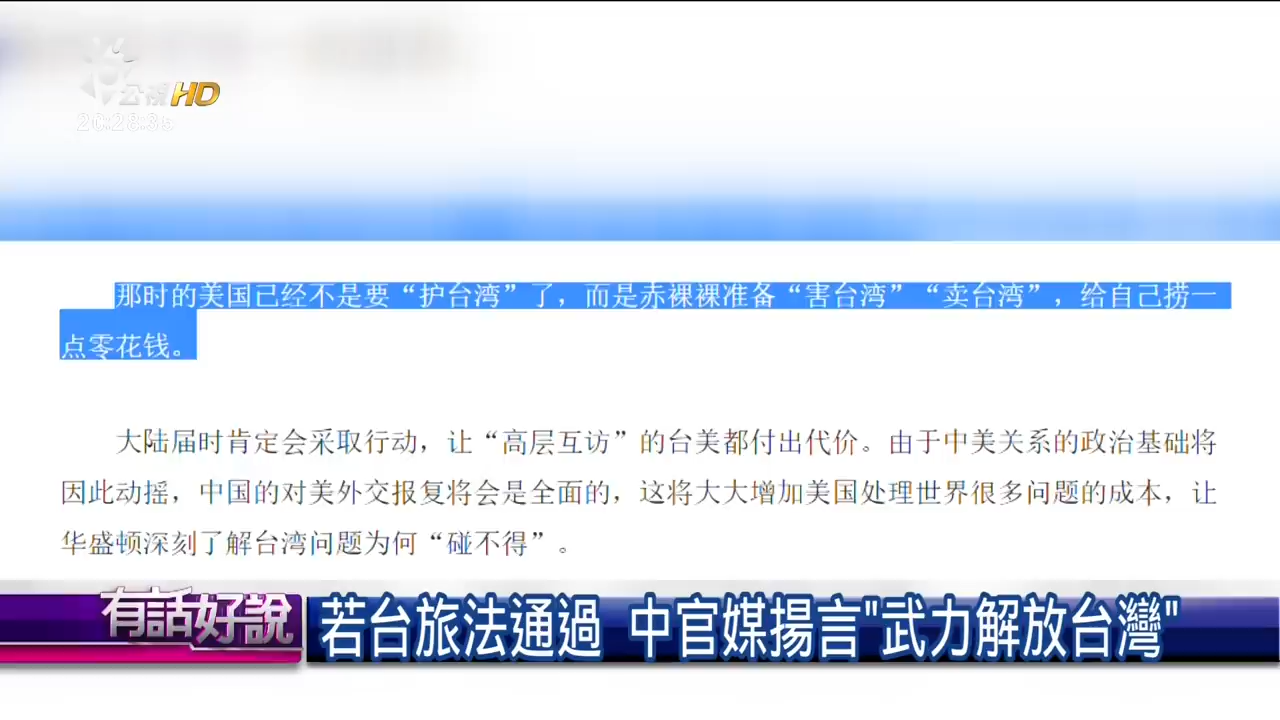 公視HD
20:28:3
那时的美国已经不是要“护台湾”了，而是赤裸裸准备“害台湾”“卖台湾”，给自己捞一
点零花钱。
大陆届时肯定会采取行动，让“高层互访”的台美都付出代价。由于中美关系的政治基础将
因此动摇，中国的对美外交报复将会是全面的，这将大大增加美国处理世界很多问题的成本，让
华盛顿深刻了解台湾问题为何“碰不得”。
有話好說
若台旅法通過 中官媒揚言"武力解放台灣"